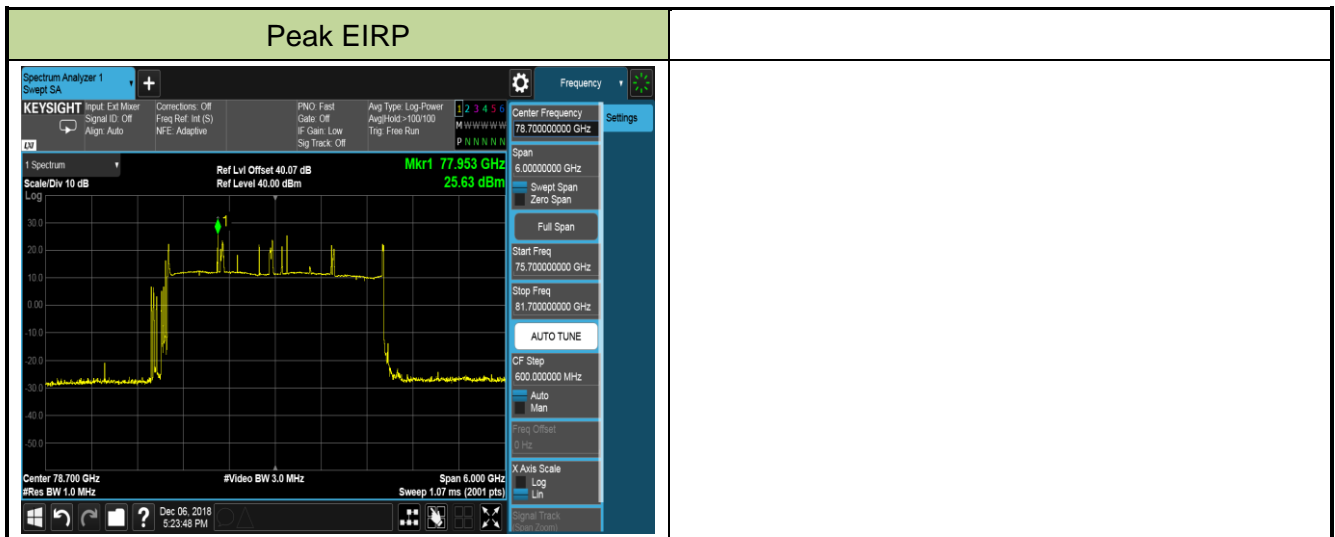 Peak EIRP
Spectrum Analyzer 1
Swept SA
+
Frequency
KEYSIGHT
Input: Ext Mixer
Signal ID: Off
Align: Auto
Corrections: Off
Freq Ref: Int (S)
NFE: Adaptive
PNO: Fast
Gate: Off
IF Gain: Low
Sig Track: Off
Avg Type: Log-Power
Avg|Hold:>100/100
Trig: Free Run
1 2 3 4 5 6
M W W W W W
P N N N N N
LXI
Center Frequency
78.700000000 GHz
Settings
1 Spectrum
Scale/Div 10 dB
Log
Ref Lvl Offset 40.07 dB
Ref Level 40.00 dBm
Mkr1 77.953 GHz
25.63 dBm
1
30.0
20.0
10.0
0.00
-10.0
-20.0
-30.0
-40.0
-50.0
Center 78.700 GHz
#Res BW 1.0 MHz
#Video BW 3.0 MHz
Span 6.000 GHz
Sweep 1.07 ms (2001 pts)
Span
6.00000000 GHz
Swept Span
Zero Span
Full Span
Start Freq
75.700000000 GHz
Stop Freq
81.700000000 GHz
AUTO TUNE
CF Step
600.000000 MHz
Auto
Man
Freq Offset
0 Hz
X Axis Scale
Log
Lin
Signal Track
(Span Zoom)
?
Dec 06, 2018
5:23:48 PM